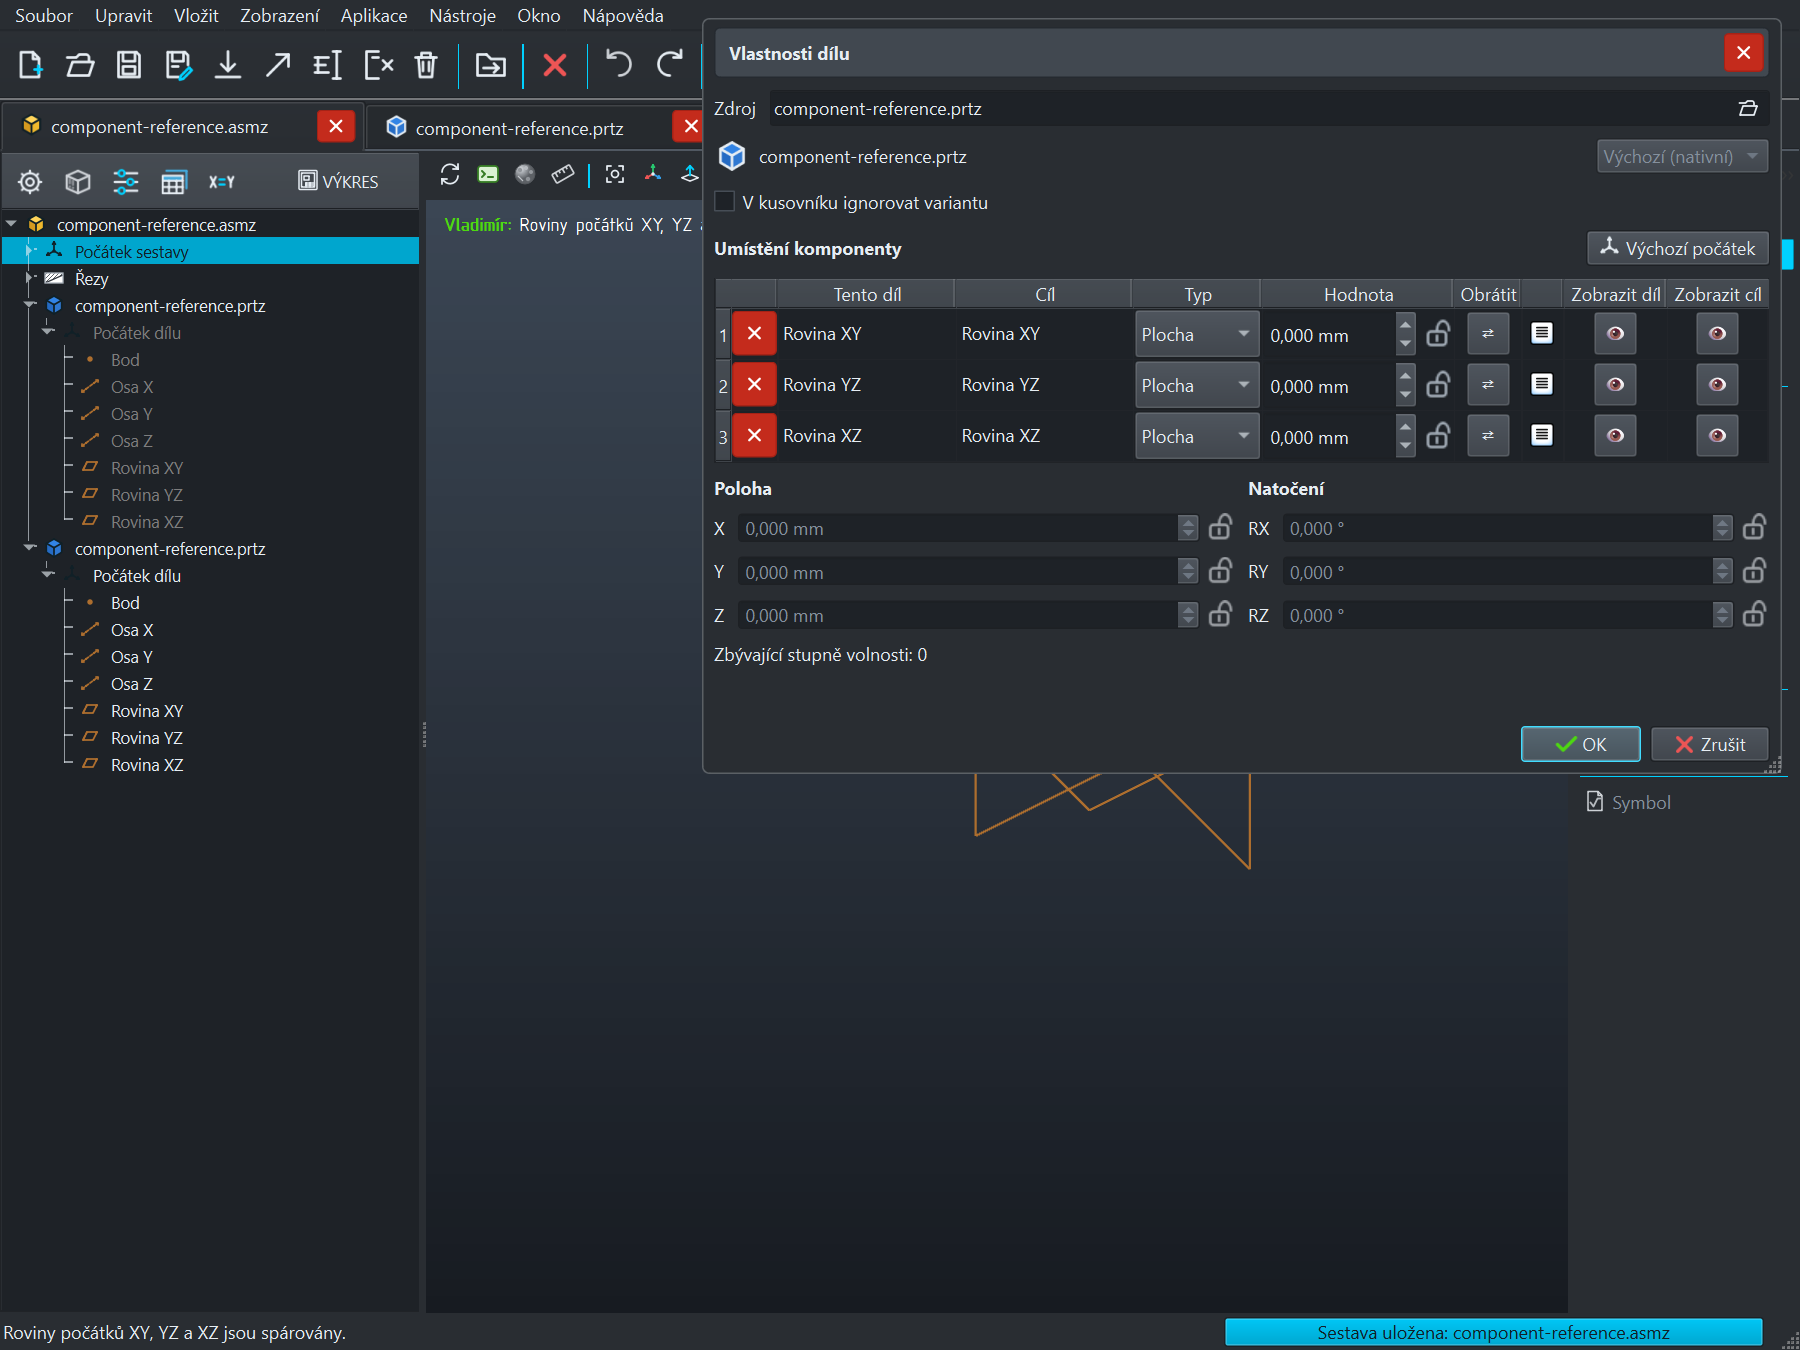 Soubor Upravit Vložit Zobrazení Aplikace Nástroje Okno Nápověda
component-reference.asmz component-reference.prtz
X=Y VÝKRES
component-reference.asmz
Počátek sestavy
Řezy
component-reference.prtz
Počátek dílu
Bod
Osa X
Osa Y
Osa Z
Rovina XY
Rovina YZ
Rovina XZ
component-reference.prtz
Počátek dílu
Bod
Osa X
Osa Y
Osa Z
Rovina XY
Rovina YZ
Rovina XZ
Vladimír: Roviny počátků XY, YZ
Vlastnosti dílu
Zdroj component-reference.prtz
component-reference.prtz Výchozí (nativní)
V kusovníku ignorovat variantu
Umístění komponenty Výchozí počátek
Tento díl Cíl Typ Hodnota Obrátit Zobrazit díl Zobrazit cíl
1 Rovina XY Rovina XY Plocha 0,000 mm
2 Rovina YZ Rovina YZ Plocha 0,000 mm
3 Rovina XZ Rovina XZ Plocha 0,000 mm
Poloha Natočení
X 0,000 mm RX 0,000 °
Y 0,000 mm RY 0,000 °
Z 0,000 mm RZ 0,000 °
Zbývající stupně volnosti: 0
OK Zrušit
Symbol
Roviny počátků XY, YZ a XZ jsou spárovány.
Sestava uložena: component-reference.asmz